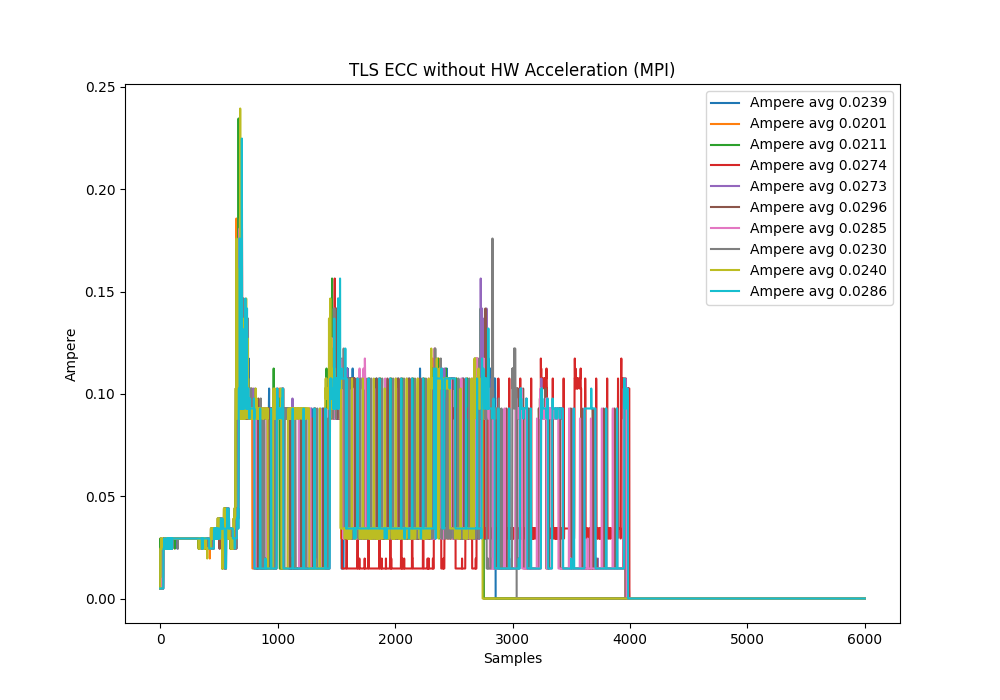 TLS ECC without HW Acceleration (MPI)
0.25
0.20
0.15
0.10
0.05
0.00
Ampere
Ampere avg 0.0239
Ampere avg 0.0201
Ampere avg 0.0211
Ampere avg 0.0274
Ampere avg 0.0273
Ampere avg 0.0296
Ampere avg 0.0285
Ampere avg 0.0230
Ampere avg 0.0240
Ampere avg 0.0286
0 1000 2000 3000 4000 5000 6000
Samples